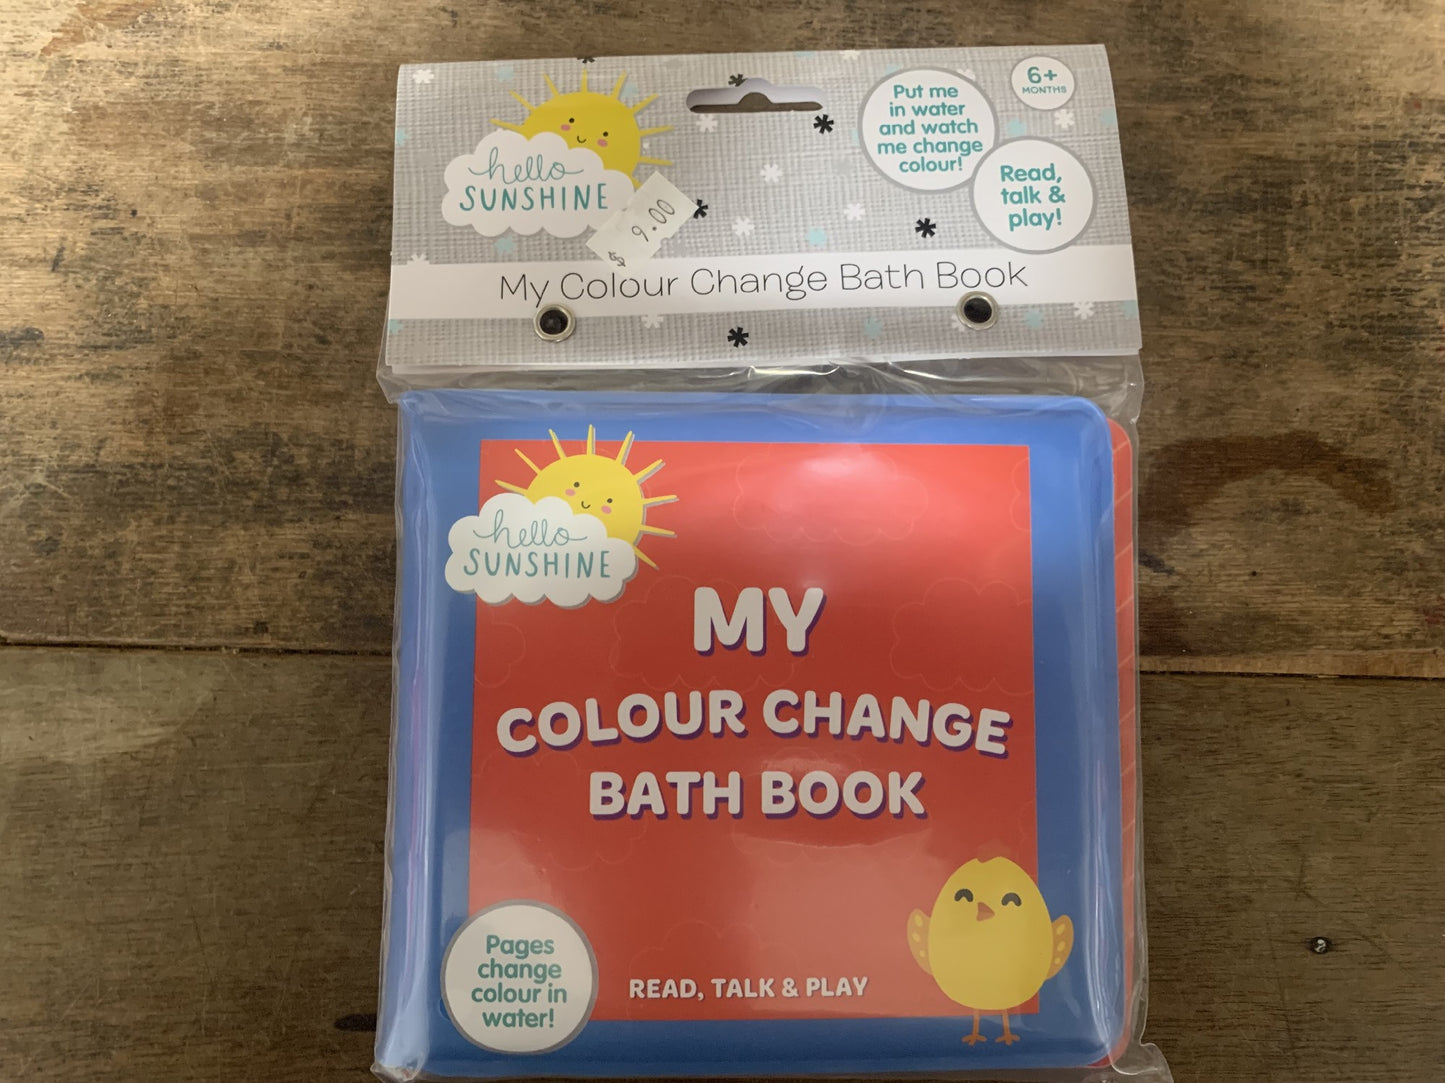 hello
SUNSHINE
$ 9.00
Put me
in water
and watch
me change
colour!
6+
MONTHS
Read,
talk &
play!
My Colour Change Bath Book
hello
SUNSHINE
MY
COLOUR CHANGE
BATH BOOK
Pages
change
colour in
water!
READ, TALK & PLAY